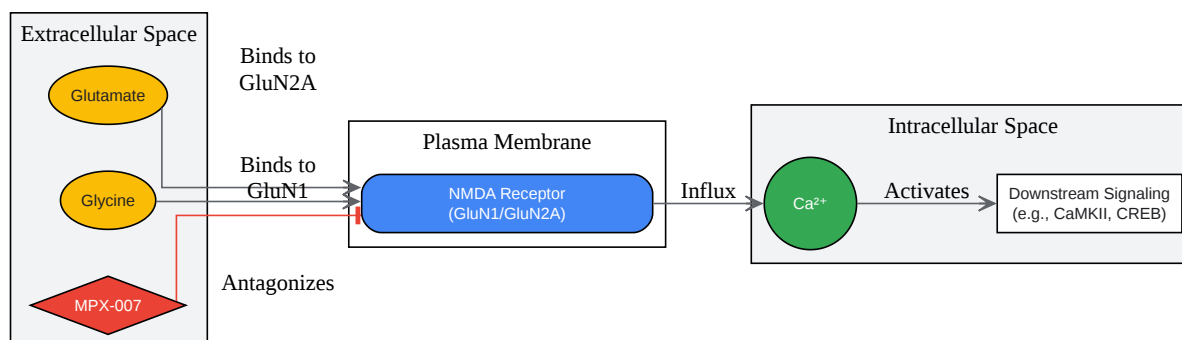 Extracellular Space
Glutamate
Glycine
MPX-007
Binds to
GluN2A
Binds to
GluN1
Antagonizes
Plasma Membrane
NMDA Receptor
(GluN1/GluN2A)
Influx
Intracellular Space
Ca²⁺
Activates
Downstream Signaling
(e.g., CaMKII, CREB)